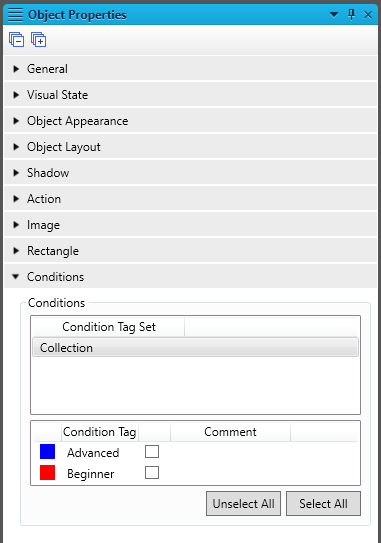 Object Properties
General
Visual State
Object Appearance
Object Layout
Shadow
Action
Image
Rectangle
Conditions
Conditions
Condition Tag Set
Collection
Condition Tag Comment
Advanced
Beginner
Unselect All Select All